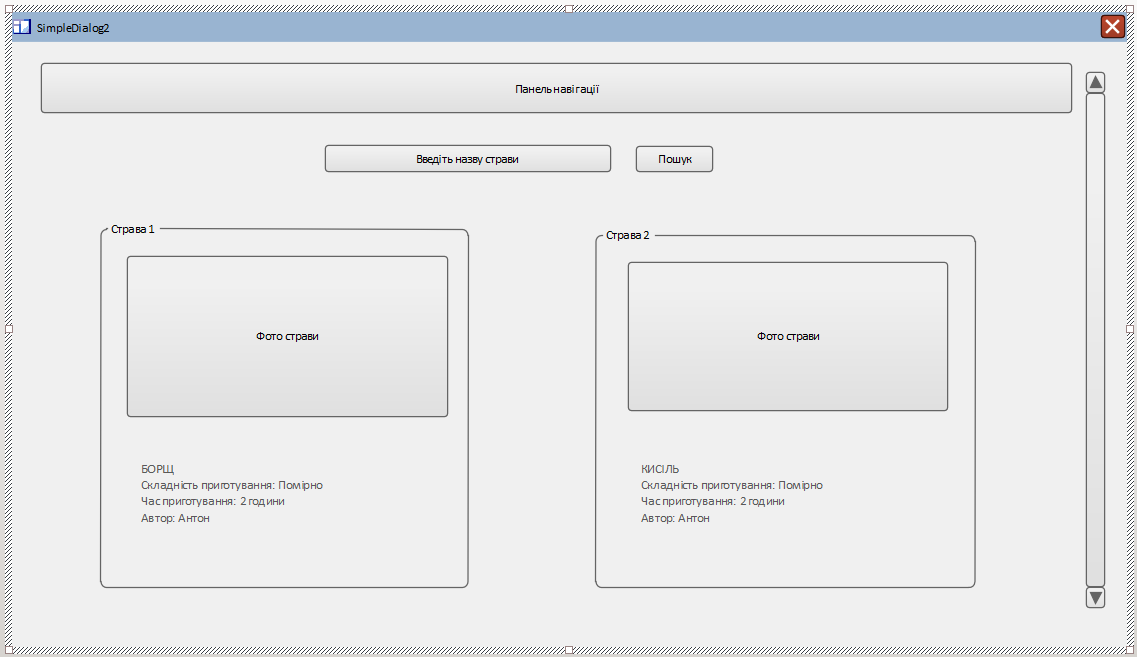 SimpleDialog2
Панель навігації
Введіть назву страви
Пошук
Страва 1
Фото страви
БОРЩ
Складність приготування: Помірно
Час приготування: 2 години
Автор: Антон
Страва 2
Фото страви
КИСІЛЬ
Складність приготування: Помірно
Час приготування: 2 години
Автор: Антон